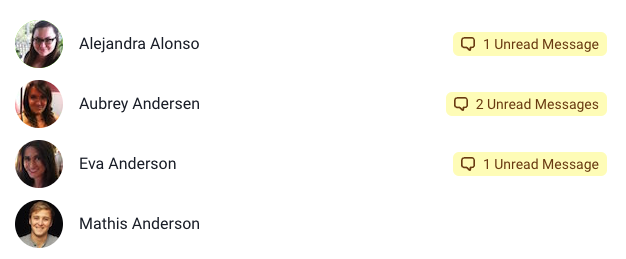 Alejandra Alonso
1 Unread Message
Aubrey Andersen
2 Unread Messages
Eva Anderson
1 Unread Message
Mathis Anderson